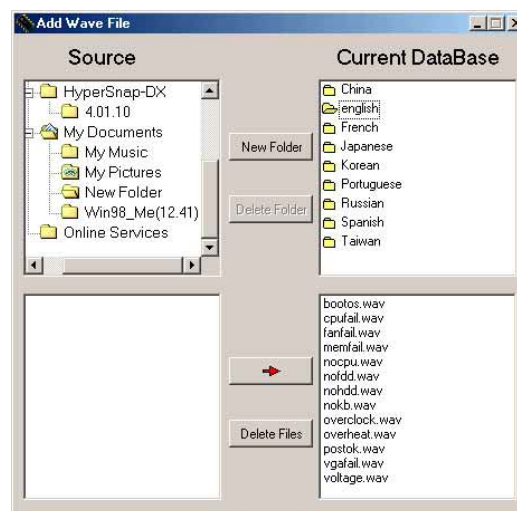 Add Wave File
Source
Current DataBase
HyperSnap-DX
4.01.10
My Documents
My Music
My Pictures
New Folder
Win98_Me(12.41)
Online Services
New Folder
Delete Folder
China
english
French
Japanese
Korean
Portuguese
Russian
Spanish
Taiwan
Delete Files
bootos.wav
cpufail.wav
fanfail.wav
memfail.wav
nocpu.wav
nofdd.wav
nohdd.wav
nokb.wav
overclock.wav
overheat.wav
postok.wav
vgafail.wav
voltage.wav